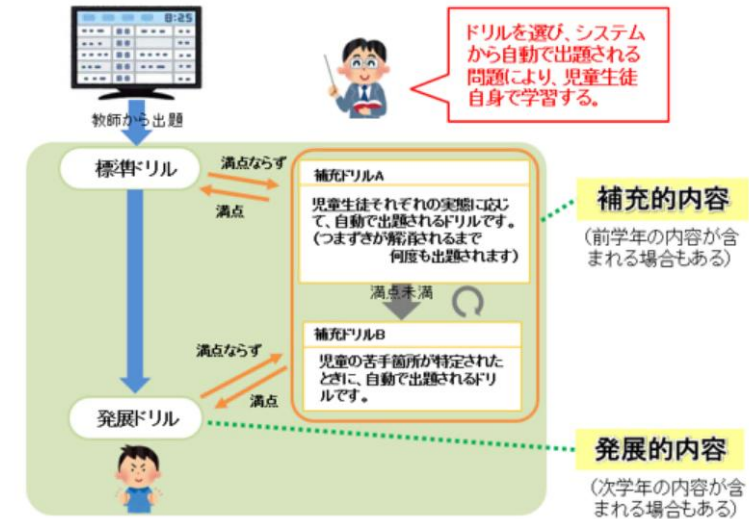 8:25
ドリルを選び、システム
から自動で出題される
問題により、児童生徒
自身で学習する。
教師から出題
標準ドリル
満点ならず
満点
補充ドリルA
児童生徒それぞれの実態に応じ
て、自動で出題されるドリルです。
(つまずきが解消されるまで
何度も出題されます)
補充的内容
(前学年の内容が含
まれる場合もある)
満点未満
補充ドリルB
児童の苦手箇所が特定された
ときに、自動で出題されるドリ
ルです。
満点ならず
満点
発展ドリル
発展的内容
(次学年の内容が含
まれる場合もある)